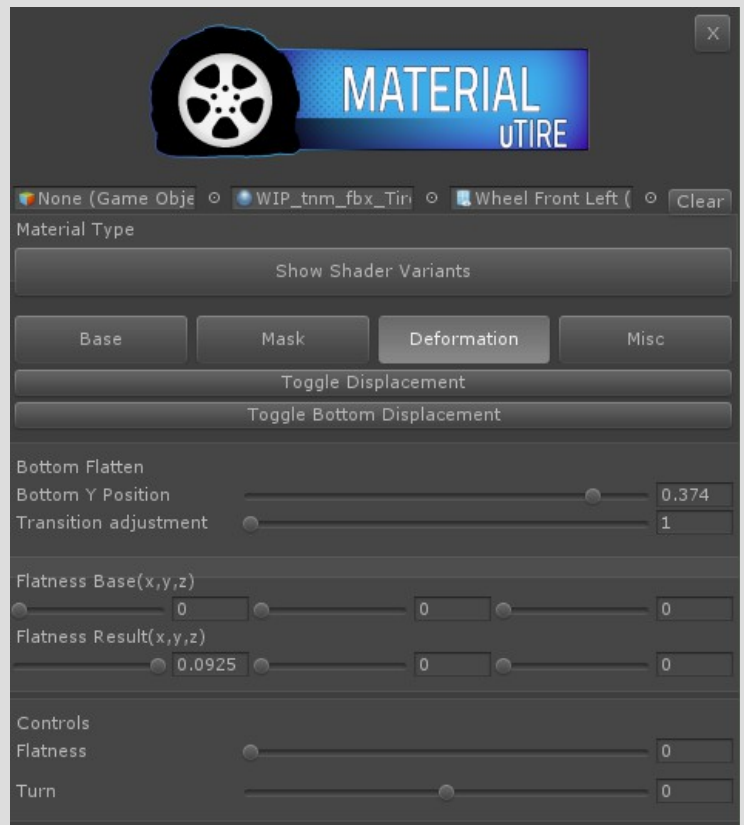 X
MATERIAL
uTIRE
None (Game Obje WIP_tnm_fbx_Tir Wheel Front Left ( Clear
Material Type
Show Shader Variants
Base Mask Deformation Misc
Toggle Displacement
Toggle Bottom Displacement
Bottom Flatten
Bottom Y Position 0.374
Transition adjustment 1
Flatness Base(x,y,z)
0 0 0
Flatness Result(x,y,z)
0.0925 0 0
Controls
Flatness 0
Turn 0